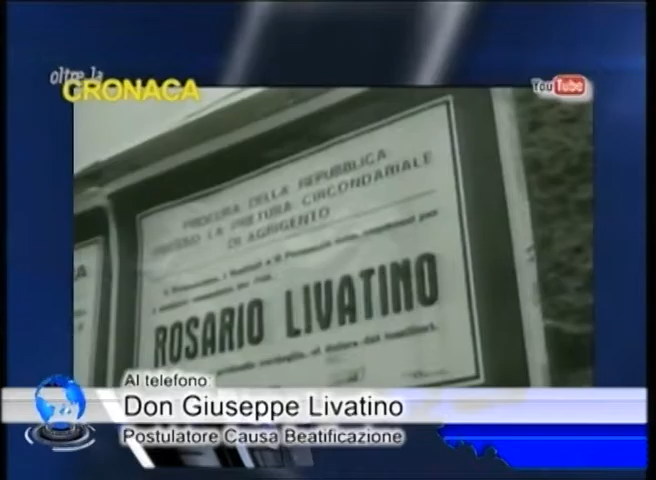 oltre la
CRONACA
YouTube
PROCURA DELLA REPUBBLICA
PRESSO LA PRETURA CIRCONDARIALE
DI AGRIGENTO
ROSARIO LIVATINO
Al telefono:
Don Giuseppe Livatino
Postulatore Causa Beatificazione